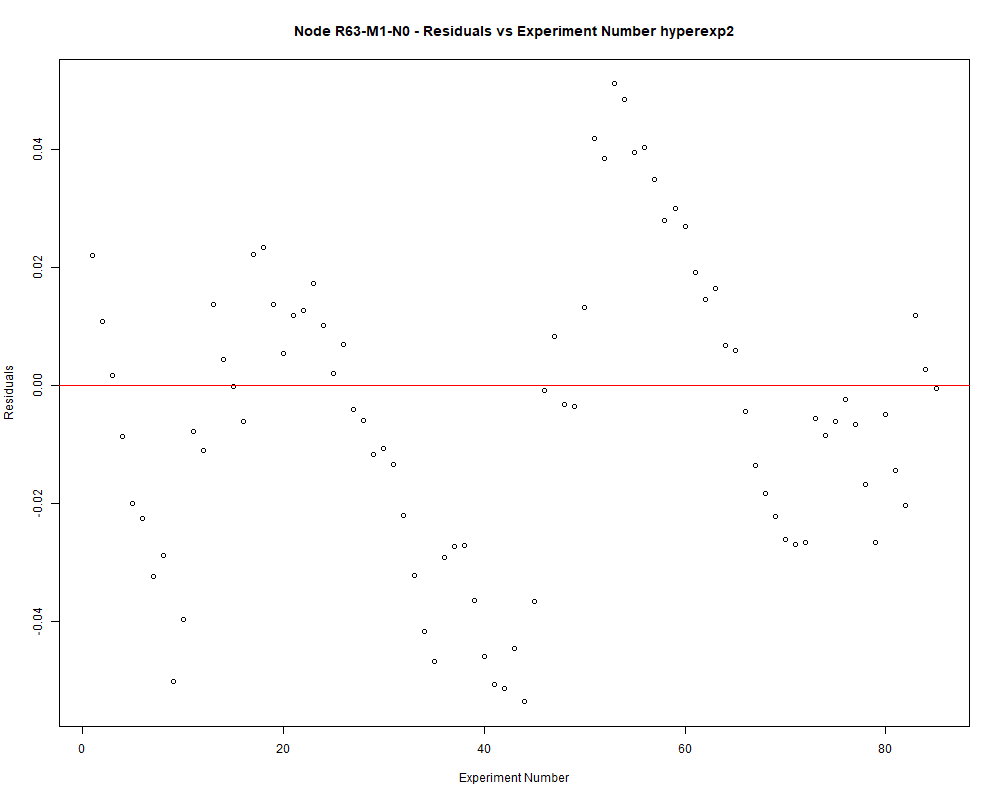 Node R63-M1-N0 - Residuals vs Experiment Number hyperexp2
Residuals
0.04
0.02
0.00
-0.02
-0.04
0 20 40 60 80
Experiment Number